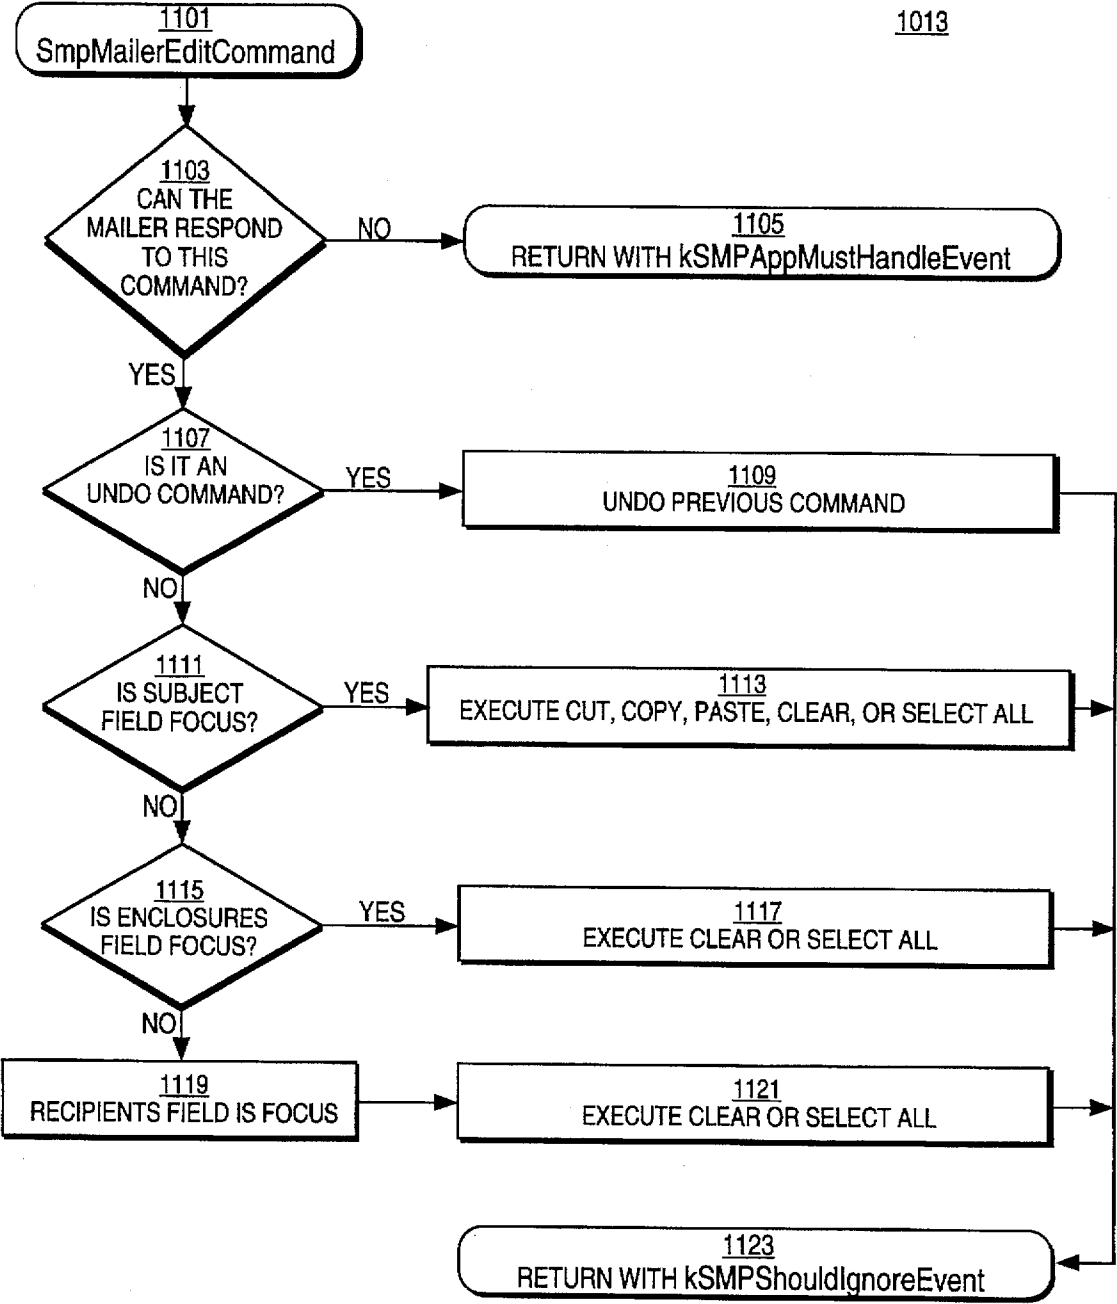 1101
SmpMailerEditCommand
1013
1103
CAN THE
MAILER RESPOND
TO THIS
COMMAND?
NO
1105
RETURN WITH kSMPAppMustHandleEvent
YES
1107
IS IT AN
UNDO COMMAND?
YES
1109
UNDO PREVIOUS COMMAND
NO
1111
IS SUBJECT
FIELD FOCUS?
YES
1113
EXECUTE CUT, COPY, PASTE, CLEAR, OR SELECT ALL
NO
1115
IS ENCLOSURES
FIELD FOCUS?
YES
1117
EXECUTE CLEAR OR SELECT ALL
NO
1119
RECIPIENTS FIELD IS FOCUS
1121
EXECUTE CLEAR OR SELECT ALL
1123
RETURN WITH kSMPShouldIgnoreEvent